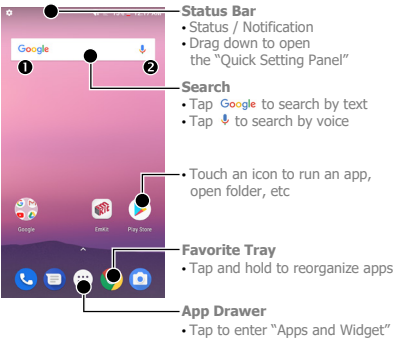 Status Bar
• Status / Notification
• Drag down to open
the “Quick Setting Panel”
Google
1
2
Search
• Tap Google to search by text
• Tap to search by voice
• Touch an icon to run an app,
open folder, etc
Google
EmKit
Play Store
Favorite Tray
• Tap and hold to reorganize apps
App Drawer
• Tap to enter “Apps and Widget”